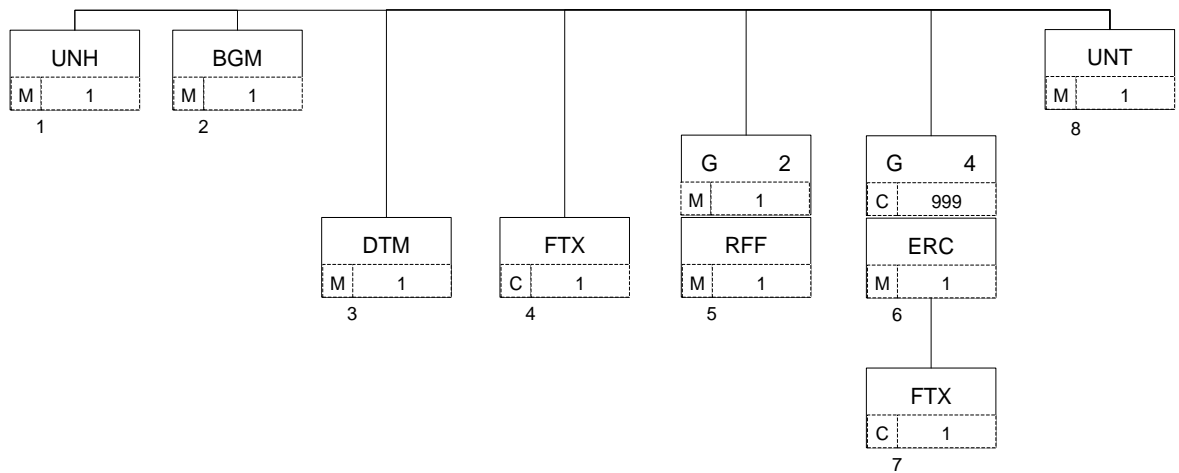 UNH
BGM
UNT
M 1
M 1
M 1
1
2
8
G 2
G 4
M 1
C 999
DTM
FTX
RFF
ERC
M 1
C 1
M 1
M 1
3
4
5
6
FTX
C 1
7